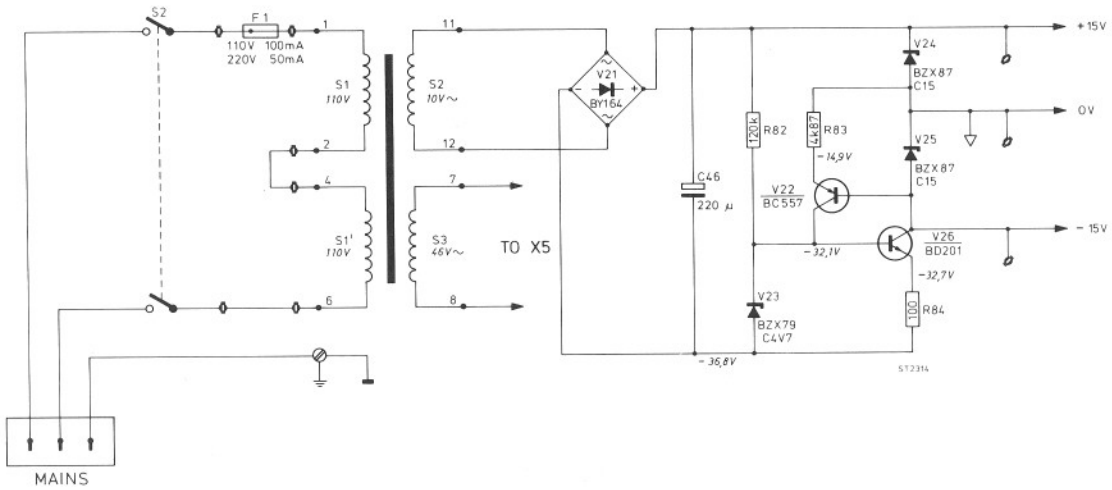 S2
F1
110V 100mA
220V 50mA
1
S1
110V
2
4
S1'
110V
6
11
S2
10V~
12
7
S3
46V~
8
TO X5
~
V21
- +
BY164
~
C46
220 µ
120k
R82
4k87
R83
-14,9V
V22
BC557
-32,1V
V23
BZX79
C4V7
-36,8V
V24
BZX87
C15
V25
BZX87
C15
V26
BD201
-32,7V
100
R84
+15V
0V
-15V
ST2314
MAINS